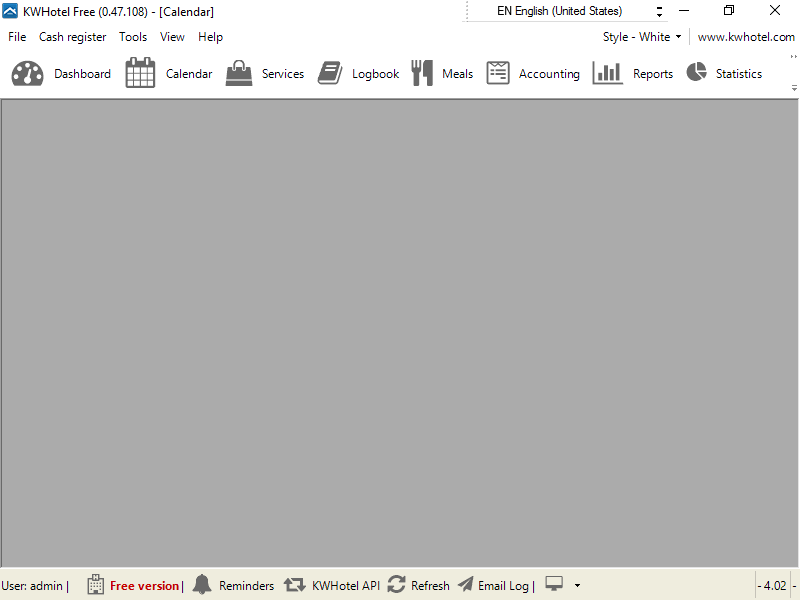 KWHotel Free (0.47.108) - [Calendar] EN English (United States)
File Cash register Tools View Help Style - White www.kwhotel.com
Dashboard Calendar Services Logbook Meals Accounting Reports Statistics
User: admin | Free version | Reminders KWHotel API Refresh Email Log | - 4.02 -